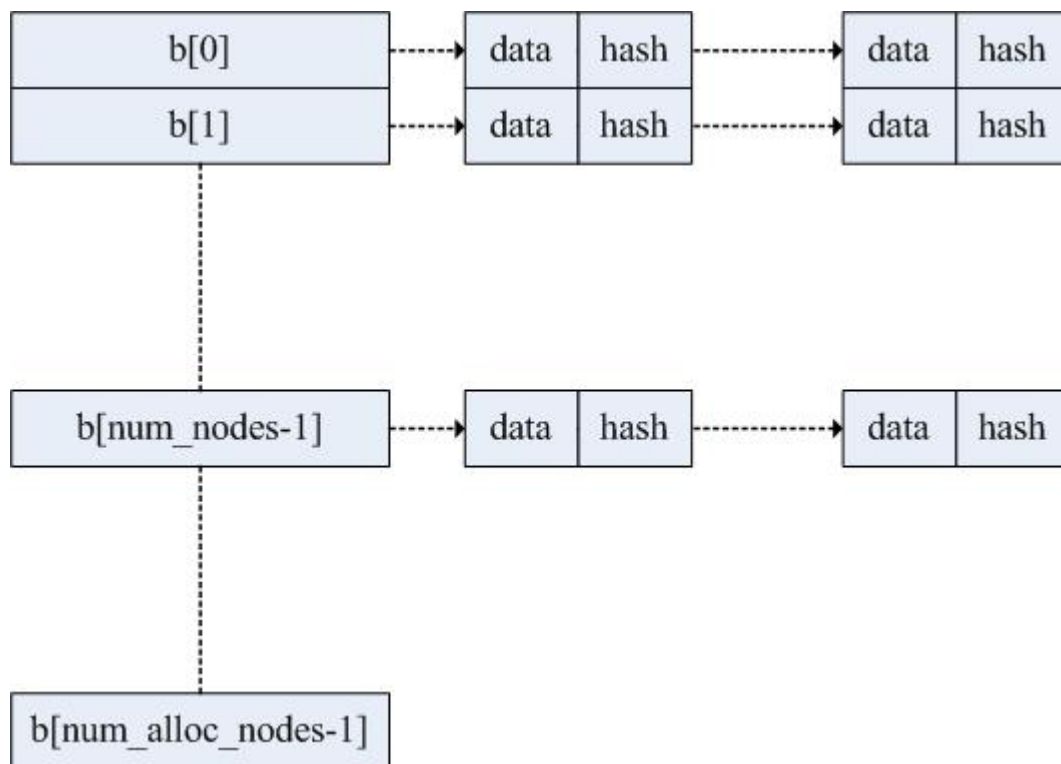 b[0] data hash data hash
b[1] data hash data hash
b[num_nodes-1] data hash data hash
b[num_alloc_nodes-1]